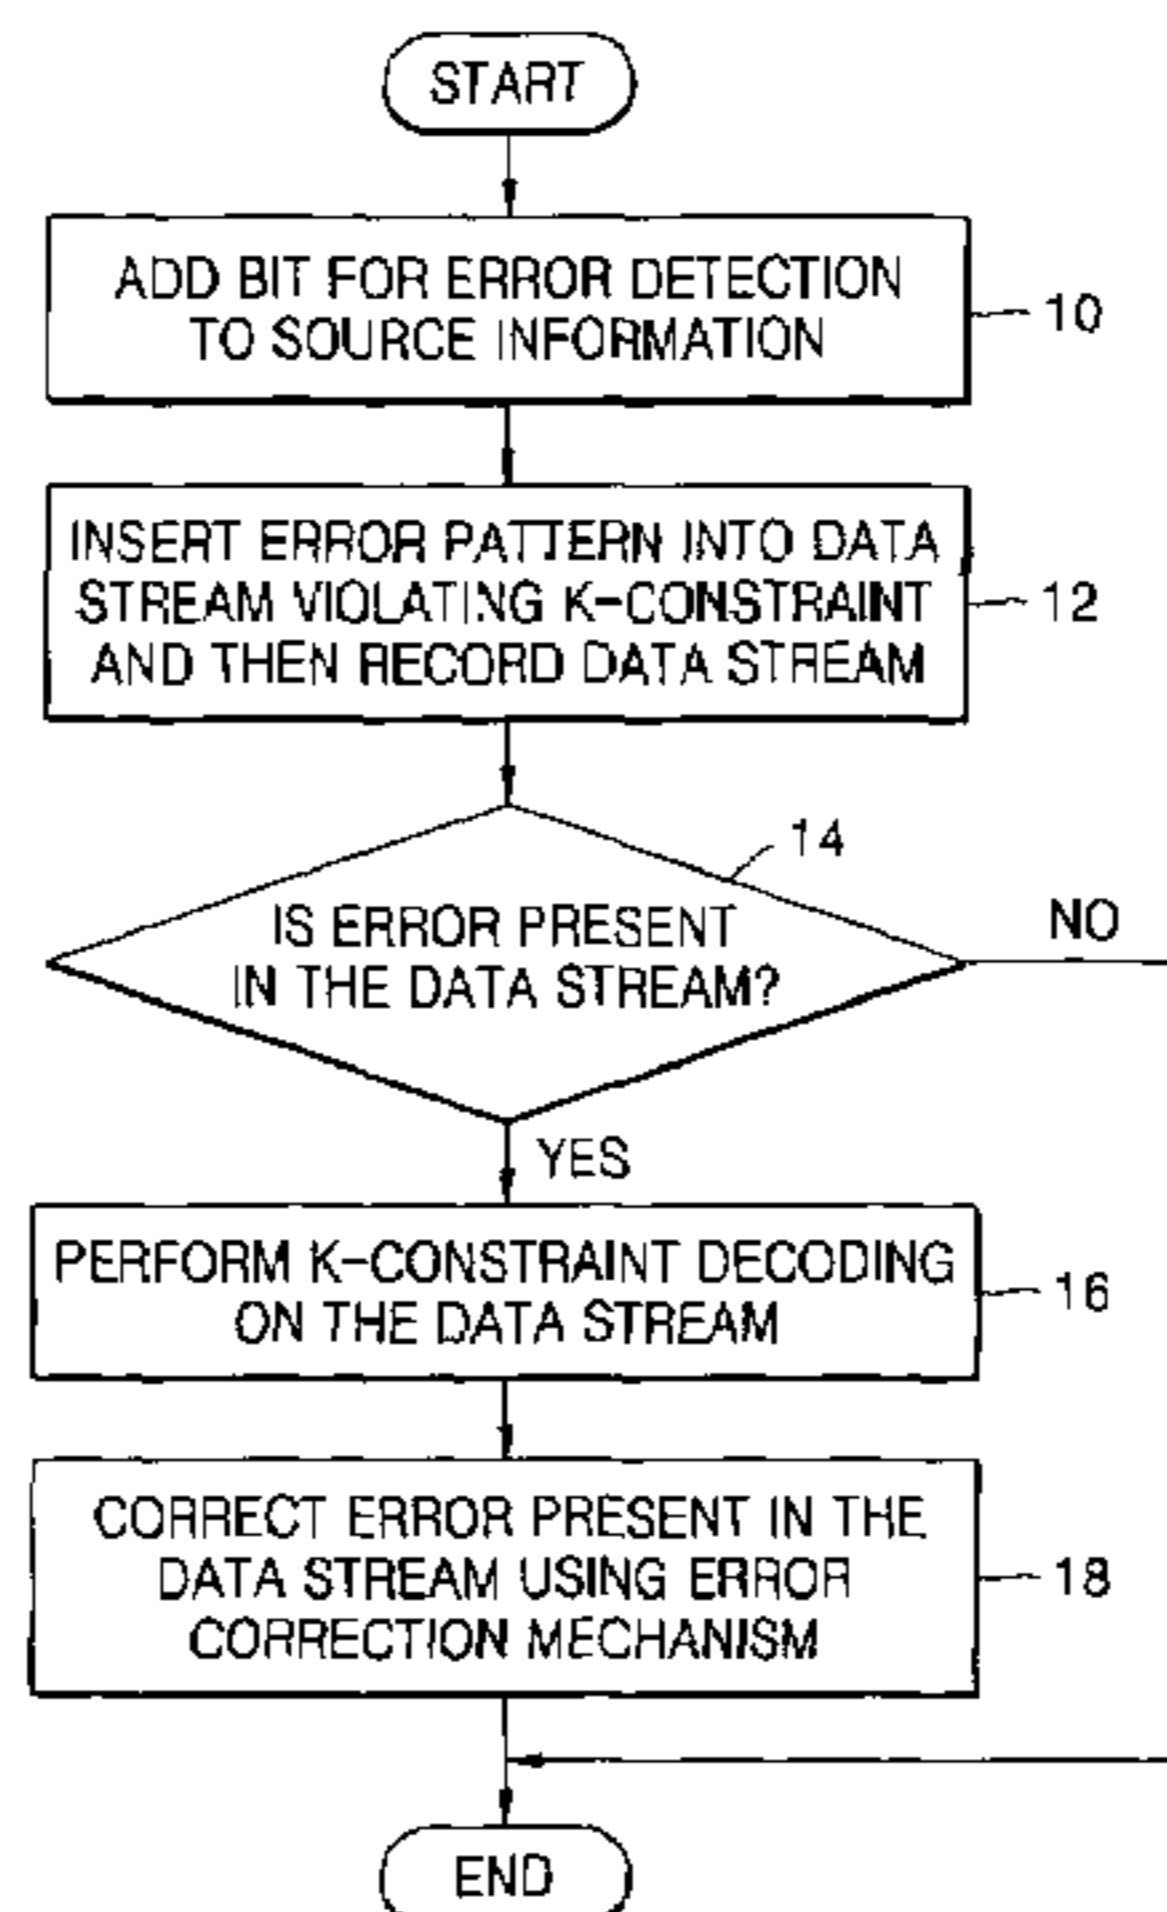 START
ADD BIT FOR ERROR DETECTION
TO SOURCE INFORMATION
10
INSERT ERROR PATTERN INTO DATA
STREAM VIOLATING K-CONSTRAINT
AND THEN RECORD DATA STREAM
12
14
IS ERROR PRESENT
IN THE DATA STREAM?
NO
YES
PERFORM K-CONSTRAINT DECODING
ON THE DATA STREAM
16
CORRECT ERROR PRESENT IN THE
DATA STREAM USING ERROR
CORRECTION MECHANISM
18
END